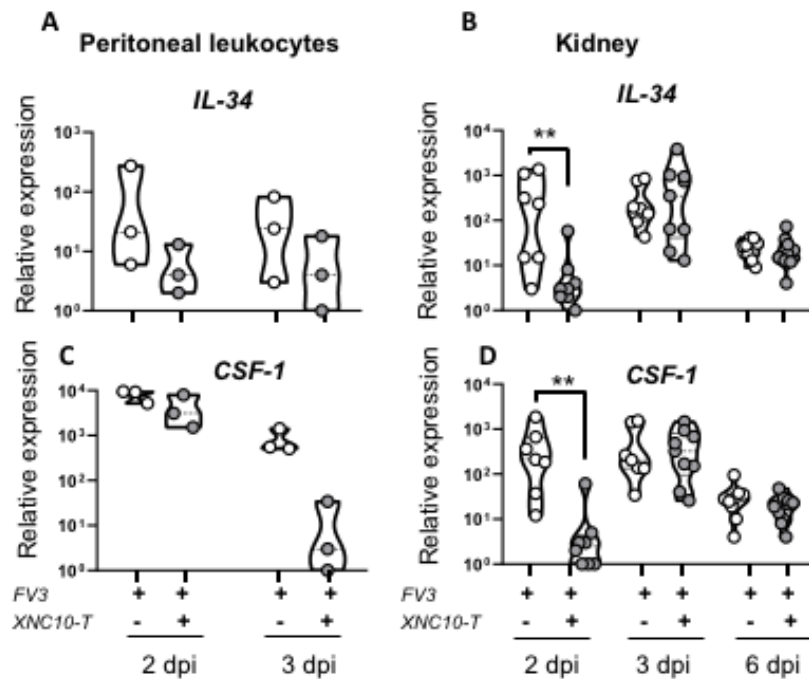 A
Peritoneal leukocytes
IL-34
Relative expression
10³
10²
10¹
10⁰
B
Kidney
IL-34
**
Relative expression
10⁴
10³
10²
10¹
10⁰
C
CSF-1
Relative expression
10⁴
10³
10²
10¹
10⁰
D
CSF-1
**
Relative expression
10⁴
10³
10²
10¹
10⁰
FV3 + + + + + + + + + +
XNC10-T - + - + - + - + - +
2 dpi 3 dpi 2 dpi 3 dpi 6 dpi